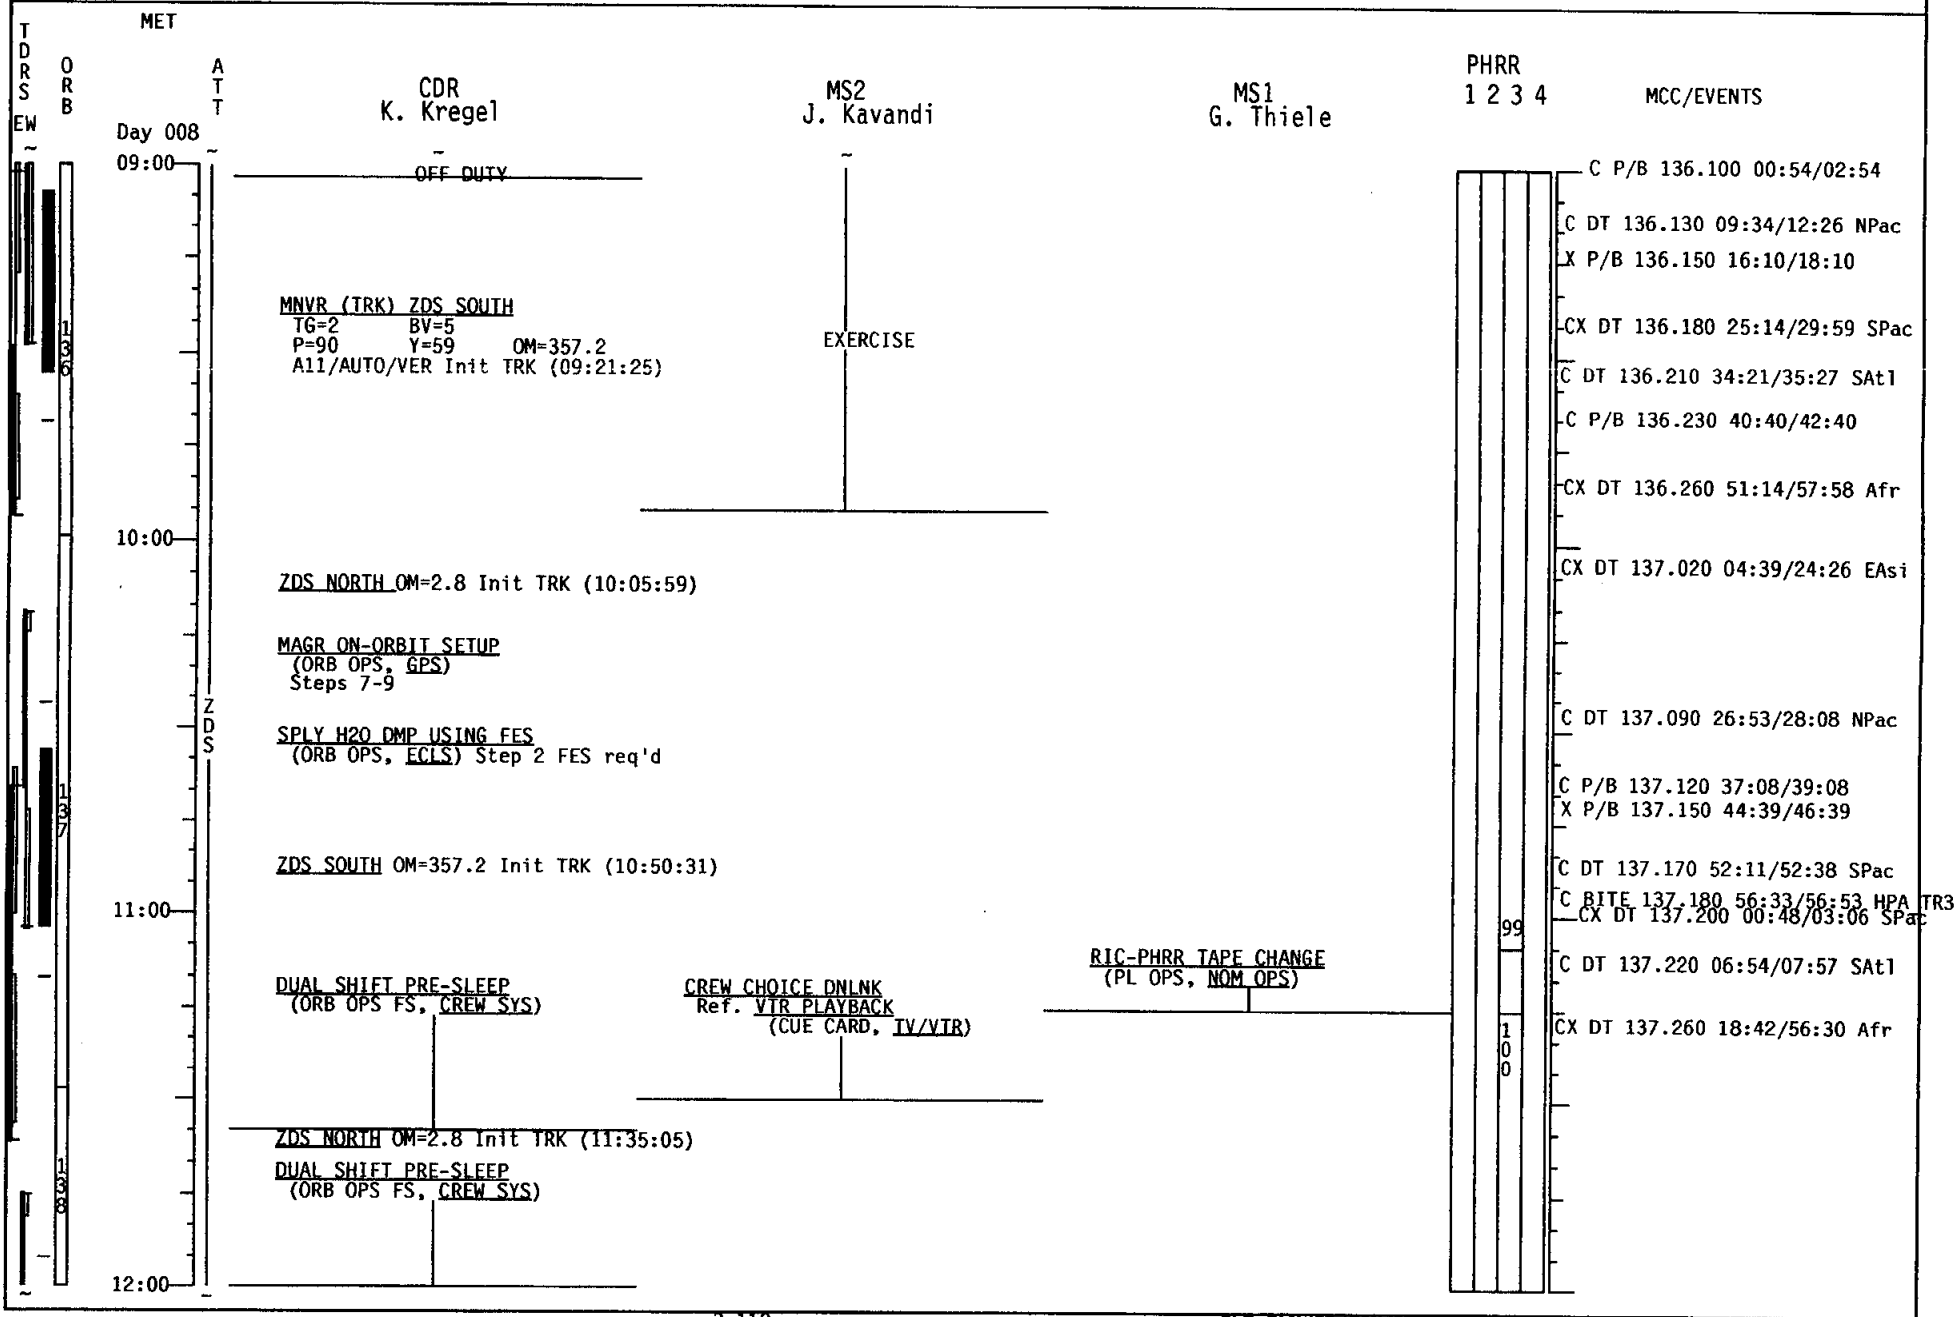 MET
TDRS
ORB
ATT
EW
CDR
K. Kregel
MS2
J. Kavandi
MS1
G. Thiele
PHRR
1 2 3 4
MCC/EVENTS
Day 008
~ ~ ~ ~
09:00
OFF DUTY
C P/B 136.100 00:54/02:54
C DT 136.130 09:34/12:26 NPac
X P/B 136.150 16:10/18:10
MNVR (TRK) ZDS SOUTH
TG=2 BV=5
P=90 Y=59 OM=357.2
A11/AUTO/VER Init TRK (09:21:25)
136
EXERCISE
CX DT 136.180 25:14/29:59 SPac
C DT 136.210 34:21/35:27 SAtl
C P/B 136.230 40:40/42:40
CX DT 136.260 51:14/57:58 Afr
10:00
ZDS NORTH OM=2.8 Init TRK (10:05:59)
CX DT 137.020 04:39/24:26 EAsi
MAGR ON-ORBIT SETUP
(ORB OPS, GPS)
Steps 7-9
ZDS
C DT 137.090 26:53/28:08 NPac
SPLY H2O DMP USING FES
(ORB OPS, ECLS) Step 2 FES req'd
137
C P/B 137.120 37:08/39:08
X P/B 137.150 44:39/46:39
ZDS SOUTH OM=357.2 Init TRK (10:50:31)
C DT 137.170 52:11/52:38 SPac
C BITE 137.180 56:33/56:53 HPA TR3
11:00
CX DT 137.200 00:48/03:06 SPac
99
RIC-PHRR TAPE CHANGE
(PL OPS, NOM OPS)
C DT 137.220 06:54/07:57 SAtl
DUAL SHIFT PRE-SLEEP
(ORB OPS FS, CREW SYS)
CREW CHOICE DNLNK
Ref. VTR PLAYBACK
(CUE CARD, TV/VTR)
100
CX DT 137.260 18:42/56:30 Afr
ZDS NORTH OM=2.8 Init TRK (11:35:05)
138
DUAL SHIFT PRE-SLEEP
(ORB OPS FS, CREW SYS)
12:00